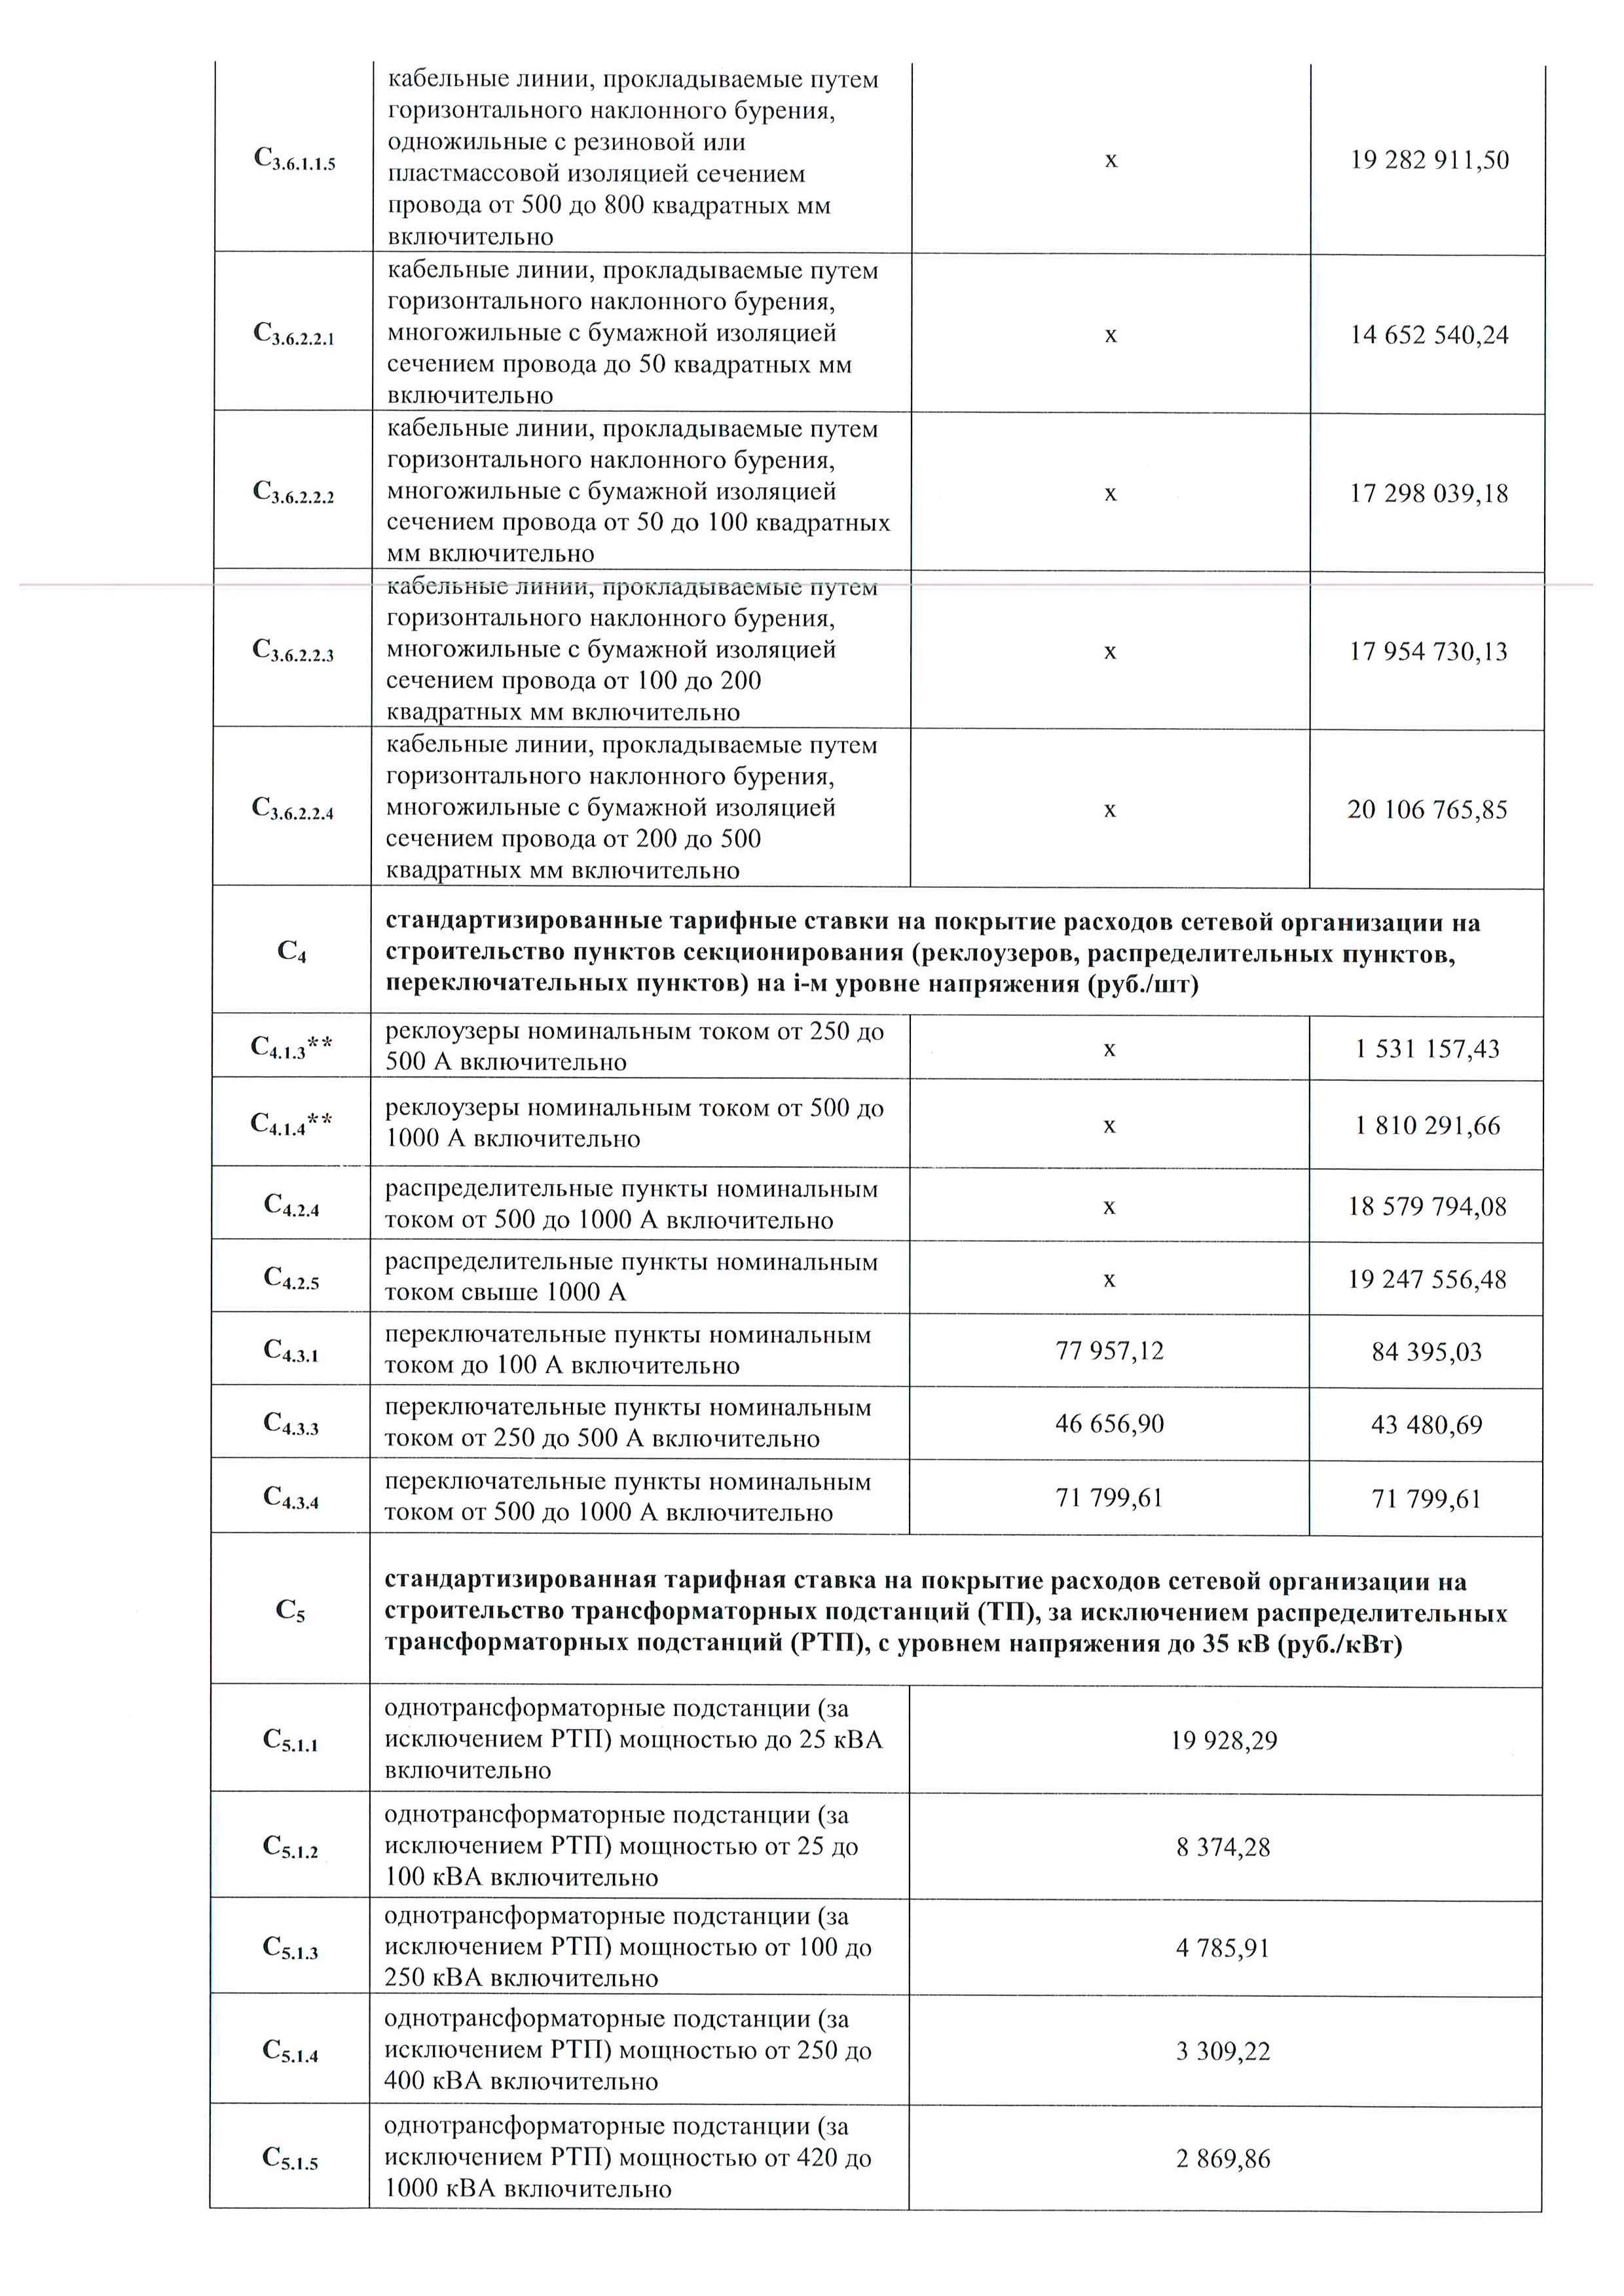 кабельные линии, прокладываемые путем
горизонтального наклонного бурения,
одножильные с резиновой или
пластмассовой изоляцией сечением
провода от 500 до 800 квадратных мм
включительно
С3.6.1.1.5
х
19 282 911,50
кабельные линии, прокладываемые путем
горизонтального наклонного бурения,
многожильные с бумажной изоляцией
сечением провода до 50 квадратных мм
включительно
С3.6.2.2.1
х
14 652 540,24
кабельные линии, прокладываемые путем
горизонтального наклонного бурения,
многожильные с бумажной изоляцией
сечением провода от 50 до 100 квадратных
мм включительно
С3.6.2.2.2
х
17 298 039,18
кабельные линии, прокладываемые путем
горизонтального наклонного бурения,
многожильные с бумажной изоляцией
сечением провода от 100 до 200
квадратных мм включительно
С3.6.2.2.3
х
17 954 730,13
кабельные линии, прокладываемые путем
горизонтального наклонного бурения,
многожильные с бумажной изоляцией
сечением провода от 200 до 500
квадратных мм включительно
С3.6.2.2.4
х
20 106 765,85
С4
стандартизированные тарифные ставки на покрытие расходов сетевой организации на
строительство пунктов секционирования (реклоузеров, распределительных пунктов,
переключательных пунктов) на i-м уровне напряжения (руб./шт)
С4.1.3**
реклоузеры номинальным током от 250 до
500 А включительно
х
1 531 157,43
С4.1.4**
реклоузеры номинальным током от 500 до
1000 А включительно
х
1 810 291,66
С4.2.4
распределительные пункты номинальным
током от 500 до 1000 А включительно
х
18 579 794,08
С4.2.5
распределительные пункты номинальным
током свыше 1000 А
х
19 247 556,48
С4.3.1
переключательные пункты номинальным
током до 100 А включительно
77 957,12
84 395,03
С4.3.3
переключательные пункты номинальным
током от 250 до 500 А включительно
46 656,90
43 480,69
С4.3.4
переключательные пункты номинальным
током от 500 до 1000 А включительно
71 799,61
71 799,61
С5
стандартизированная тарифная ставка на покрытие расходов сетевой организации на
строительство трансформаторных подстанций (ТП), за исключением распределительных
трансформаторных подстанций (РТП), с уровнем напряжения до 35 кВ (руб./кВт)
С5.1.1
однотрансформаторные подстанции (за
исключением РТП) мощностью до 25 кВА
включительно
19 928,29
С5.1.2
однотрансформаторные подстанции (за
исключением РТП) мощностью от 25 до
100 кВА включительно
8 374,28
С5.1.3
однотрансформаторные подстанции (за
исключением РТП) мощностью от 100 до
250 кВА включительно
4 785,91
С5.1.4
однотрансформаторные подстанции (за
исключением РТП) мощностью от 250 до
400 кВА включительно
3 309,22
С5.1.5
однотрансформаторные подстанции (за
исключением РТП) мощностью от 420 до
1000 кВА включительно
2 869,86